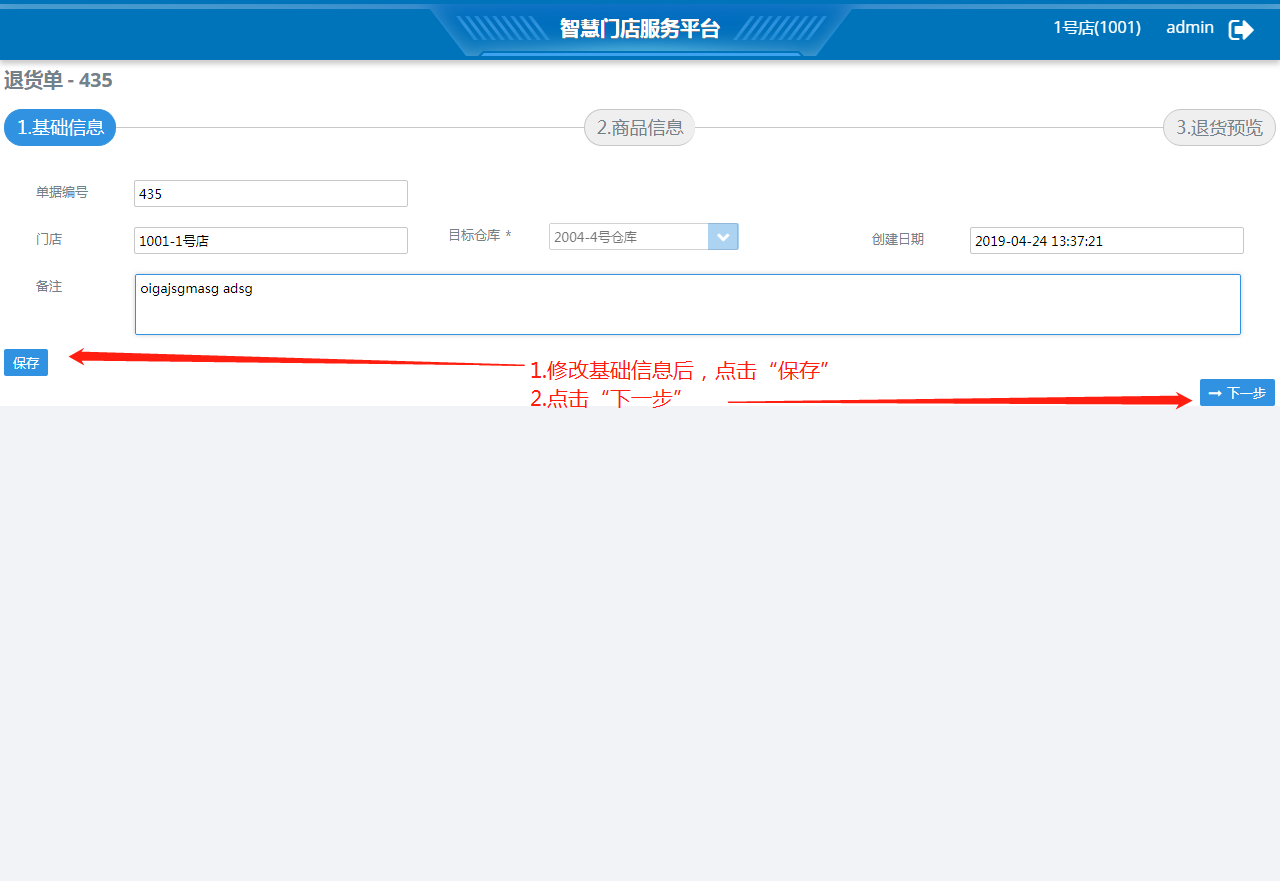 智慧门店服务平台
1号店(1001) admin
退货单 - 435
1.基础信息 2.商品信息 3.退货预览
单据编号 435
门店 1001-1号店 目标仓库 * 2004-4号仓库 创建日期 2019-04-24 13:37:21
备注 oigajsgmasg adsg
保存
1.修改基础信息后，点击“保存”
2.点击“下一步”
下一步